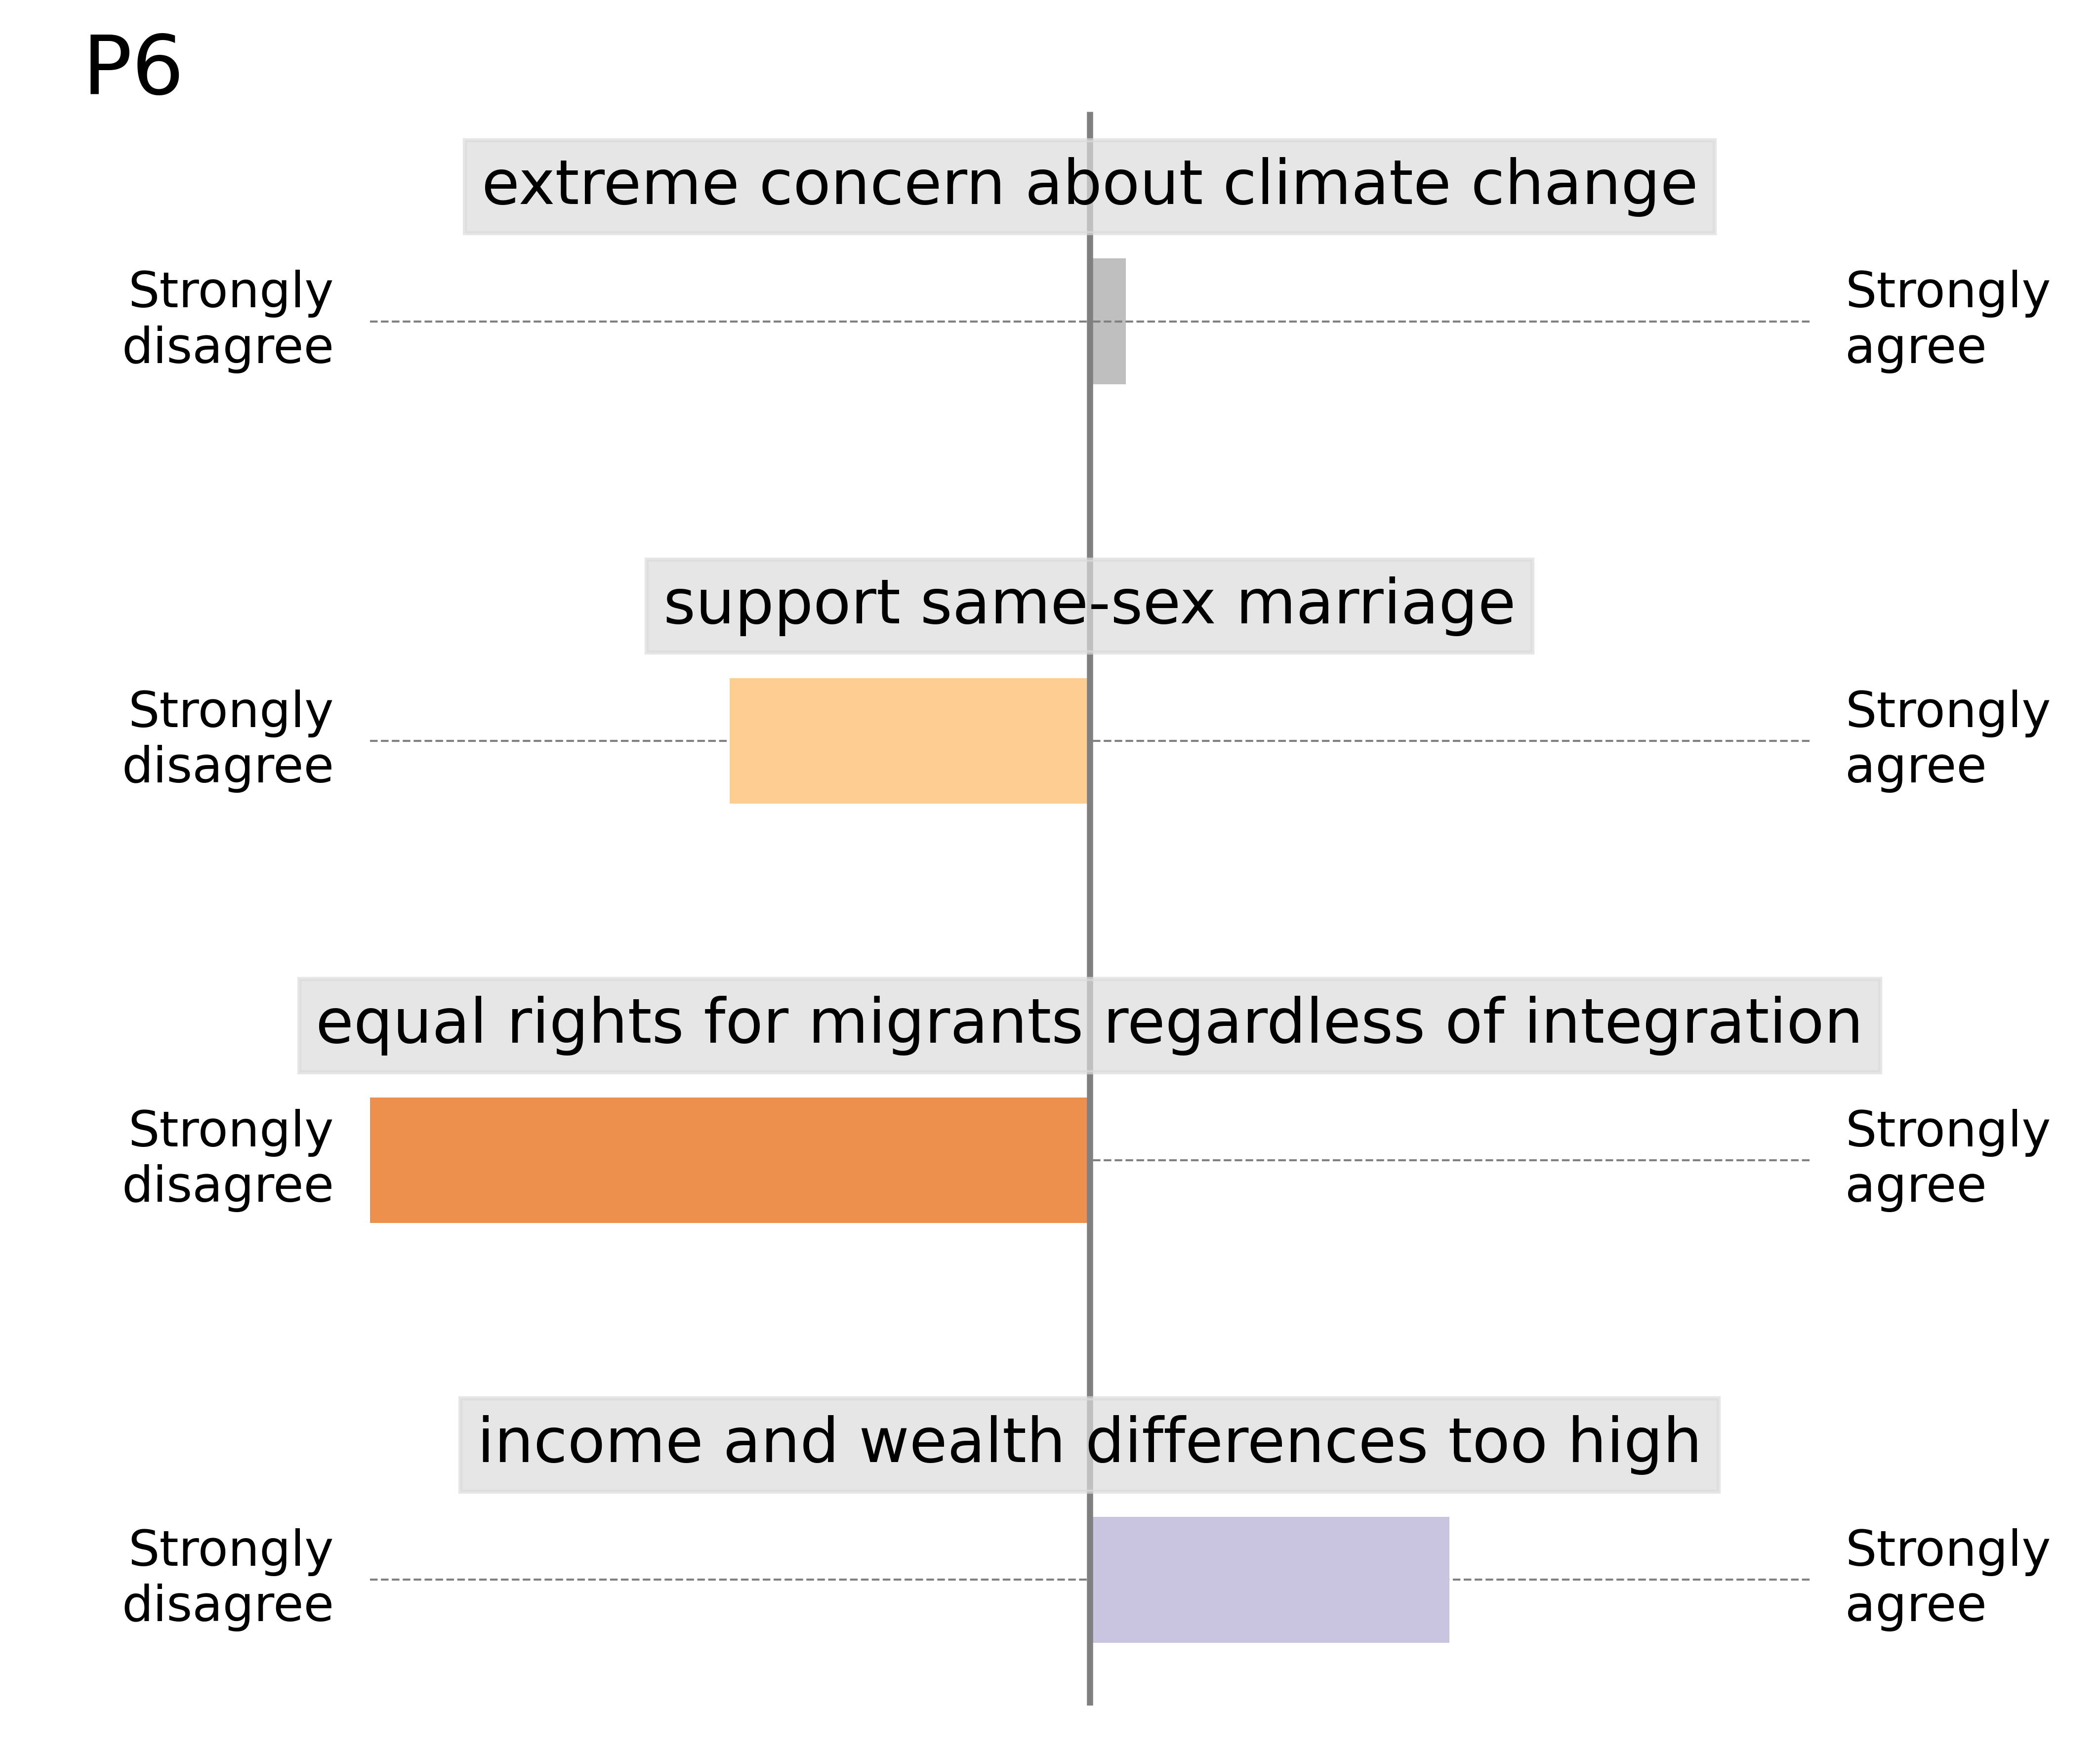 P6
extreme concern about climate change
Strongly
disagree
Strongly
agree
support same-sex marriage
Strongly
disagree
Strongly
agree
equal rights for migrants regardless of integration
Strongly
disagree
Strongly
agree
income and wealth differences too high
Strongly
disagree
Strongly
agree